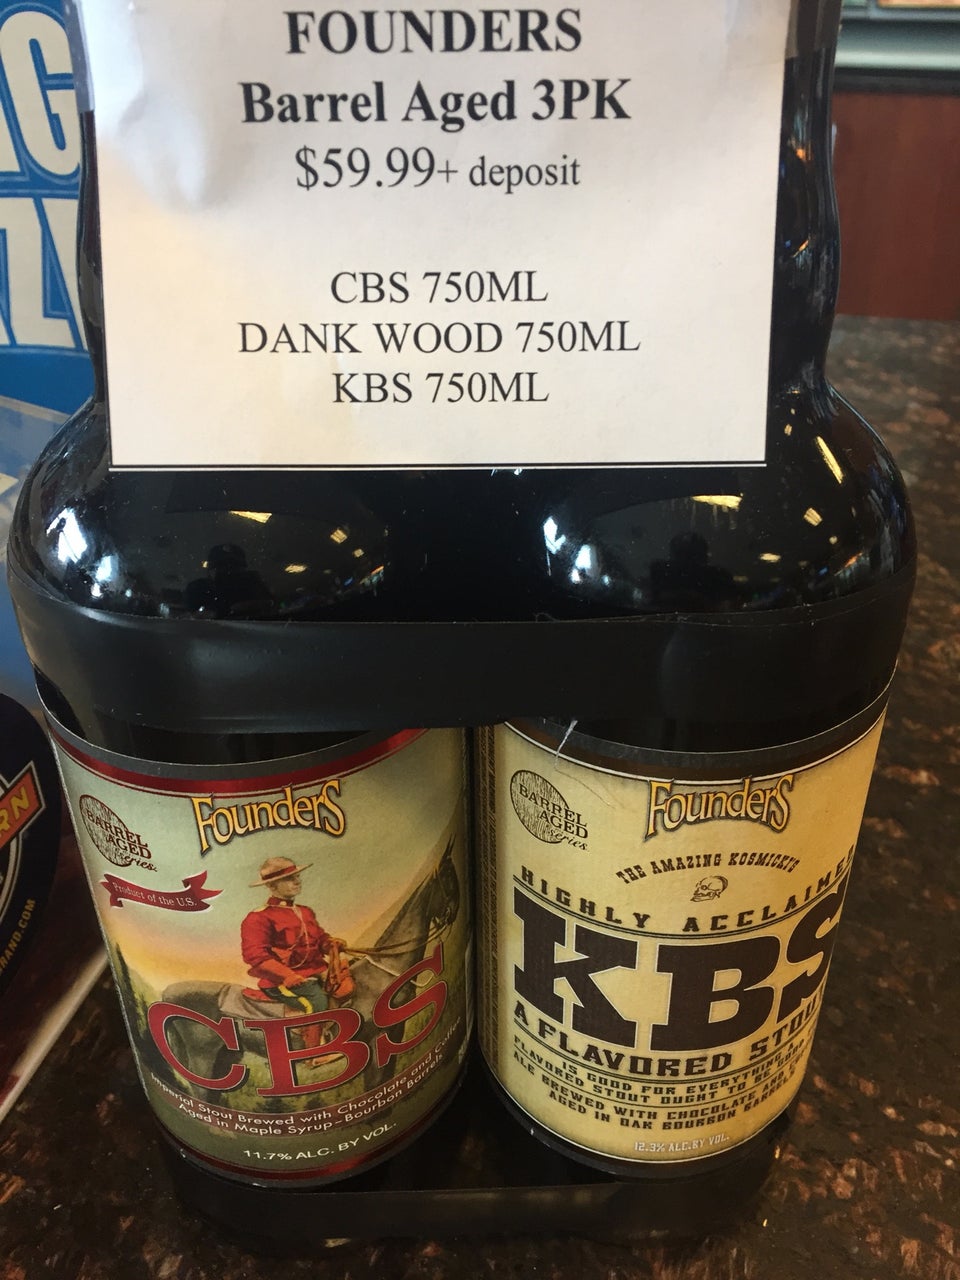 FOUNDERS
Barrel Aged 3PK
$59.99+ deposit
CBS 750ML
DANK WOOD 750ML
KBS 750ML
BARREL
AGED
Series.
Founders
Product of the U.S.
CBS
Imperial Stout Brewed with Chocolate and Coffee
Aged in Maple Syrup-Bourbon Barrels
11.7% ALC. BY VOL.
BARREL
AGED
Series.
Founders
THE AMAZING KOSMICKI'S
HIGHLY ACCLAIMED
KBS
A FLAVORED STOUT
FLAVOR IS GOOD FOR EVERYTHING A
FLAVORED STOUT OUGHT TO BE GOOD FOR
ALE BREWED WITH CHOCOLATE AND
AGED IN OAK BOURBON BARRELS
12.3% ALC.BY VOL.